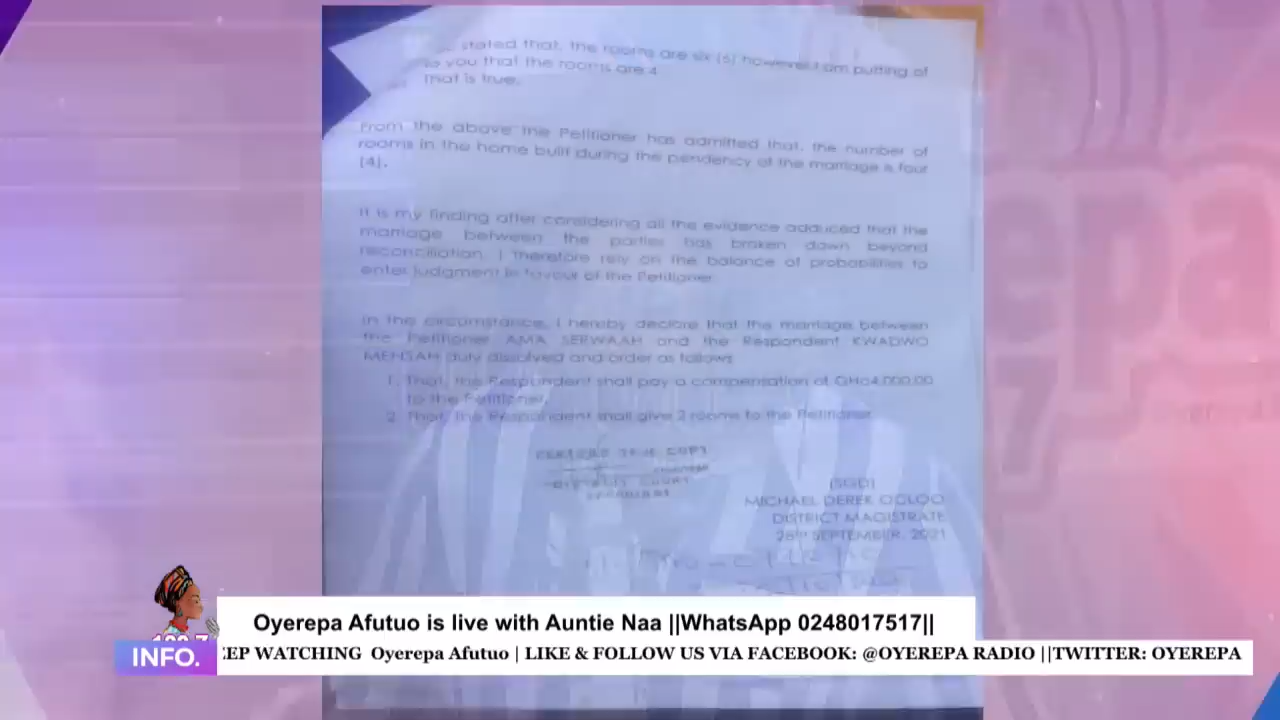 stated that, the rooms are six (6) however I am putting of
to you that the rooms are 4
that is true.
From the above the Petitioner has admitted that, the number of
rooms in the home built during the pendency of the marriage is four
(4).
It is my finding after considering all the evidence adduced that the
marriage between the parties has broken down beyond
reconciliation. I therefore rely on the balance of probabilities to
enter judgment in favour of the Petitioner
In the circumstance, I hereby declare that the marriage between
the Petitioner AMA SERWAAH and the Respondent KWADWO
MENSAH duly dissolved and order as follows
1. That, the Respondent shall pay a compensation of GH¢4,000.00
to the Petitioner.
2. That, the Respondent shall give 2 rooms to the Petitioner
CERTIFIED TRUE COPY
DISTRICT COURT
(SGD)
MICHAEL DEREK OCLOO
DISTRICT MAGISTRATE
28TH SEPTEMBER, 2021
epa
7
Oyerepa Afutuo is live with Auntie Naa ||WhatsApp 0248017517||
INFO.
EEP WATCHING Oyerepa Afutuo | LIKE & FOLLOW US VIA FACEBOOK: @OYEREPA RADIO ||TWITTER: OYEREPA